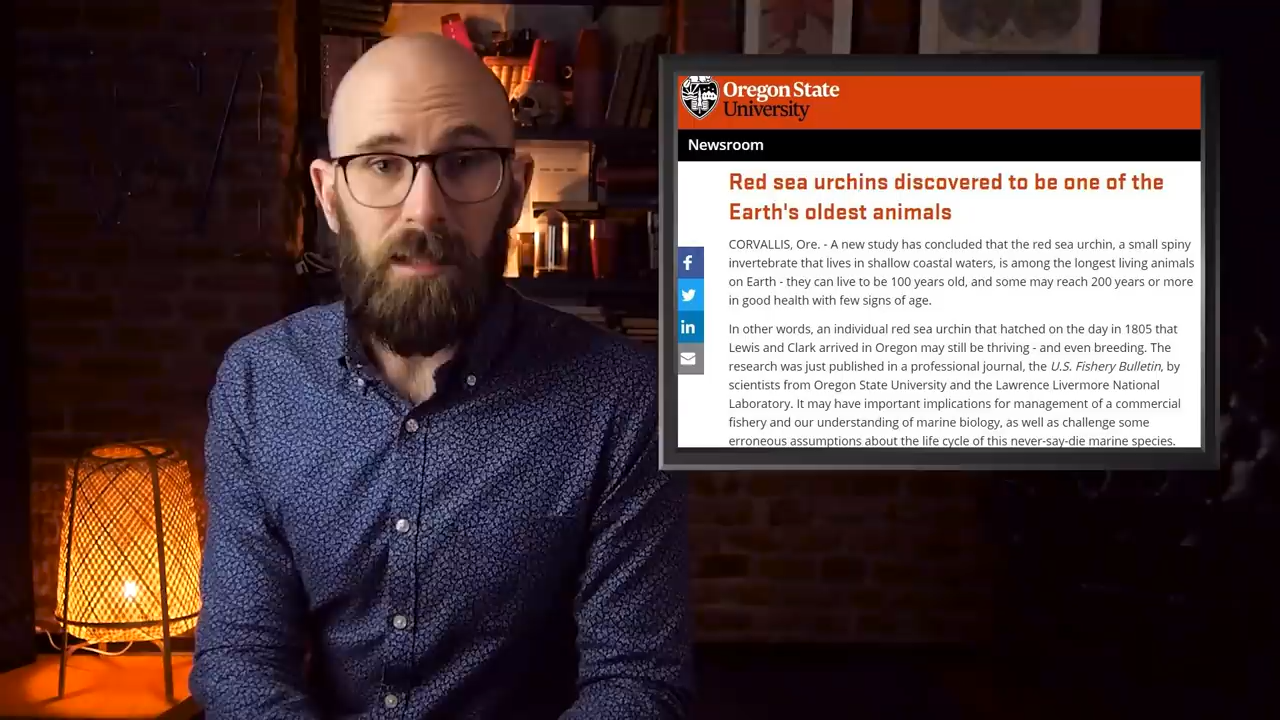 Oregon State
University
Newsroom
Red sea urchins discovered to be one of the
Earth's oldest animals
CORVALLIS, Ore. - A new study has concluded that the red sea urchin, a small spiny
invertebrate that lives in shallow coastal waters, is among the longest living animals
on Earth - they can live to be 100 years old, and some may reach 200 years or more
in good health with few signs of age.
In other words, an individual red sea urchin that hatched on the day in 1805 that
Lewis and Clark arrived in Oregon may still be thriving - and even breeding. The
research was just published in a professional journal, the U.S. Fishery Bulletin, by
scientists from Oregon State University and the Lawrence Livermore National
Laboratory. It may have important implications for management of a commercial
fishery and our understanding of marine biology, as well as challenge some
erroneous assumptions about the life cycle of this never-say-die marine species.